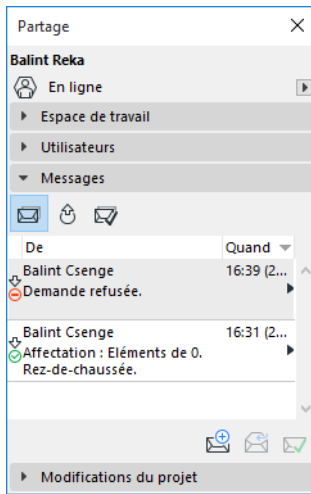 Partage
Balint Reka
En ligne
Espace de travail
Utilisateurs
Messages
De Quand
Balint Csenge 16:39 (2...
Demande refusée.
Balint Csenge 16:31 (2...
Affectation : Eléments de 0.
Rez-de-chaussée.
Modifications du projet